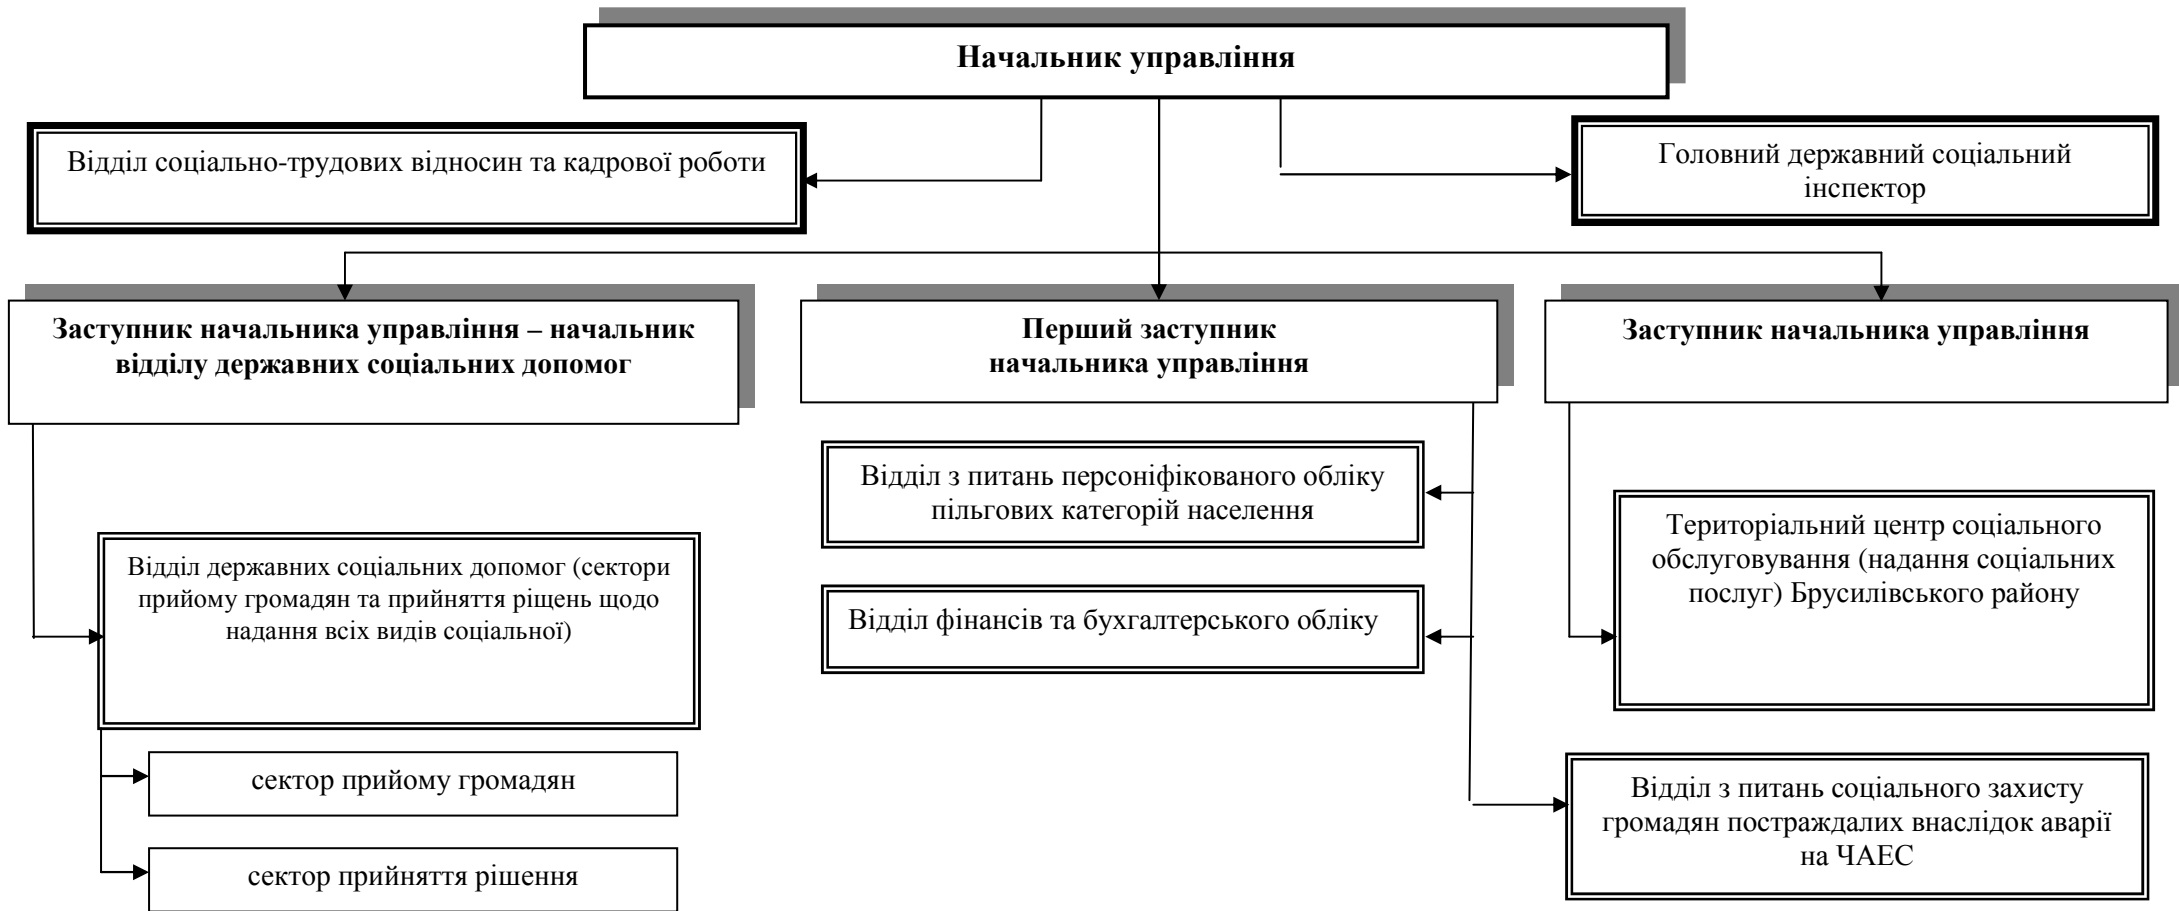 Начальник управління
Відділ соціально-трудових відносин та кадрової роботи
Головний державний соціальний
інспектор
Заступник начальника управління – начальник
відділу державних соціальних допомог
Перший заступник
начальника управління
Заступник начальника управління
Відділ з питань персоніфікованого обліку
пільгових категорій населення
Територіальний центр соціального
обслуговування (надання соціальних
послуг) Брусилівського району
Відділ державних соціальних допомог (сектори
прийому громадян та прийняття ріщень щодо
надання всіх видів соціальної)
Відділ фінансів та бухгалтерського обліку
сектор прийому громадян
Відділ з питань соціального захисту
громадян постраждалих внаслідок аварії
на ЧАЕС
сектор прийняття рішення